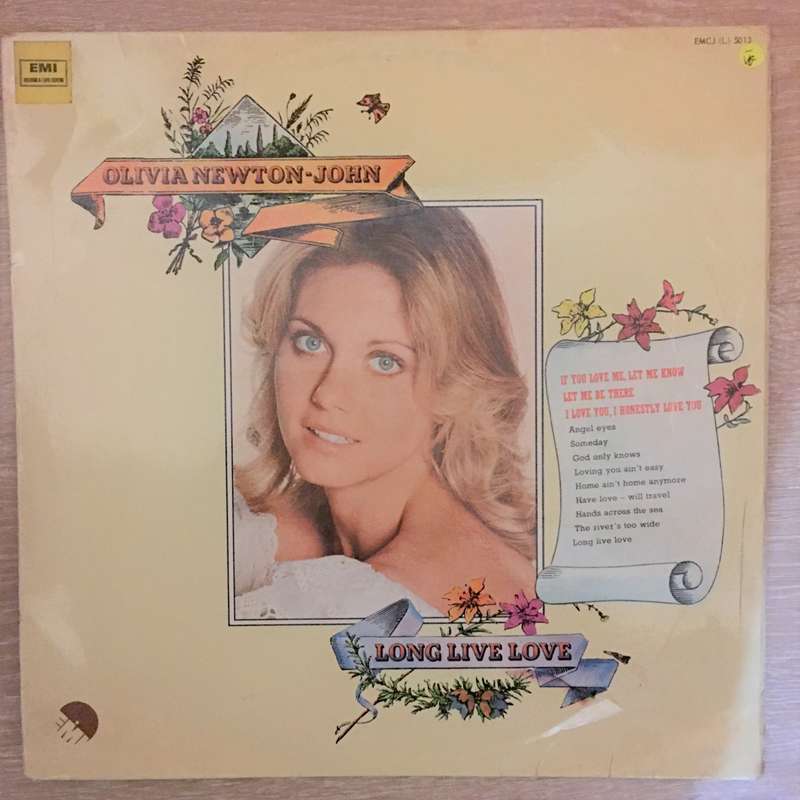 EMCJ (L) 5013
EMI
OLIVIA NEWTON-JOHN
IF YOU LOVE ME, LET ME KNOW
LET ME BE THERE
I LOVE YOU, I HONESTLY LOVE YOU
Angel eyes
Someday
God only knows
Loving you ain't easy
Home ain't home anymore
Have love – will travel
Hands across the sea
The river's too wide
Long live love
LONG LIVE LOVE
EMI